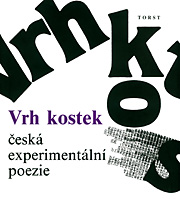 Vrh
kos
TORST
Vrh kostek
česká
experimentální
poezie